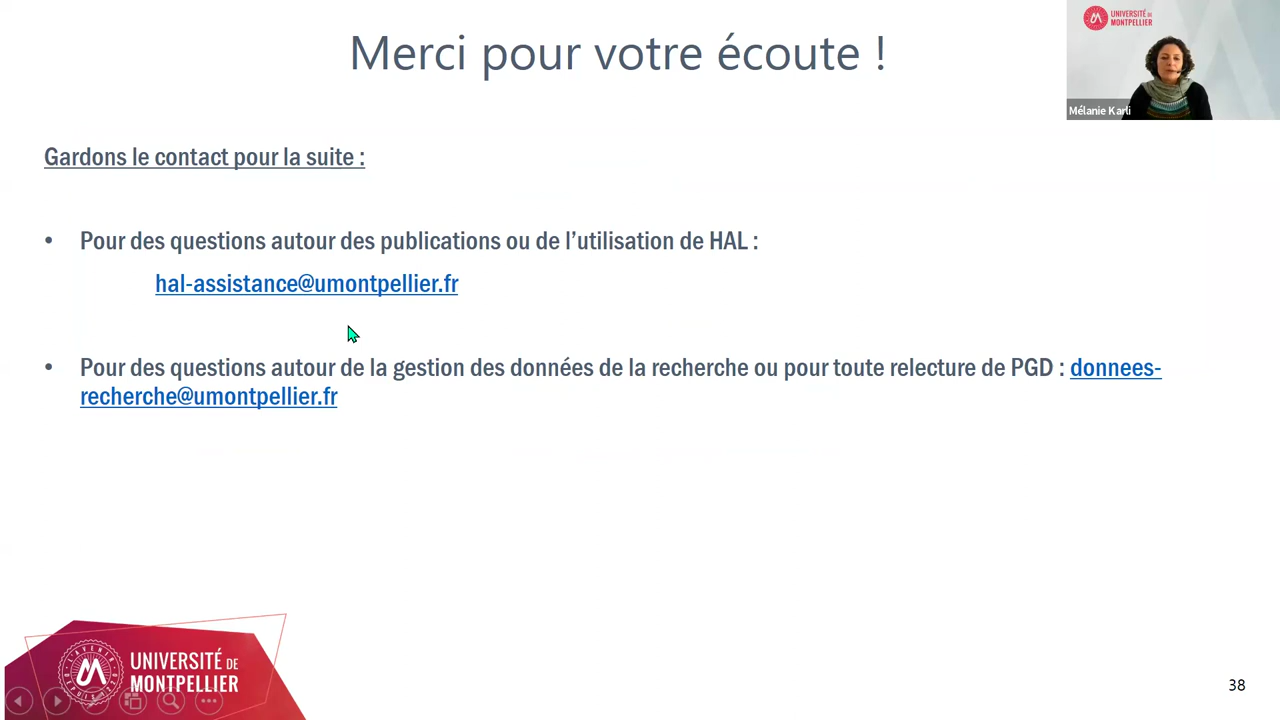 Merci pour votre écoute !
UNIVERSITÉ DE
MONTPELLIER
Mélanie Karli
Gardons le contact pour la suite :
• Pour des questions autour des publications ou de l’utilisation de HAL :
hal-assistance@umontpellier.fr
• Pour des questions autour de la gestion des données de la recherche ou pour toute relecture de PGD : donnees-
recherche@umontpellier.fr
UNIVERSITÉ DE
MONTPELLIER
38